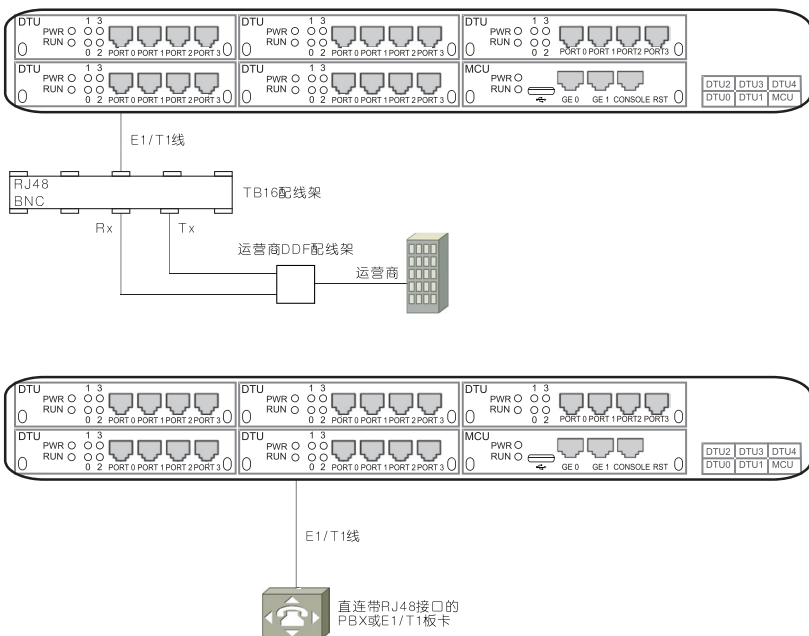 DTU 1 3 DTU 1 3 DTU 1 3
PWR PWR PWR
RUN RUN RUN
0 2 PORT 0 PORT 1 PORT 2 PORT 3 0 2 PORT 0 PORT 1 PORT 2 PORT 3 0 2 PORT 0 PORT 1 PORT2 PORT3
DTU 1 3 DTU 1 3 MCU
PWR PWR PWR
RUN RUN RUN
0 2 PORT 0 PORT 1 PORT 2 PORT 3 0 2 PORT 0 PORT 1 PORT 2 PORT 3 GE 0 GE 1 CONSOLE RST
DTU2 DTU3 DTU4
DTU0 DTU1 MCU
E1/T1线
RJ48
BNC
TB16配线架
Rx Tx
运营商DDF配线架
运营商
DTU 1 3 DTU 1 3 DTU 1 3
PWR PWR PWR
RUN RUN RUN
0 2 PORT 0 PORT 1 PORT 2 PORT 3 0 2 PORT 0 PORT 1 PORT 2 PORT 3 0 2 PORT 0 PORT 1 PORT2 PORT3
DTU 1 3 DTU 1 3 MCU
PWR PWR PWR
RUN RUN RUN
0 2 PORT 0 PORT 1 PORT 2 PORT 3 0 2 PORT 0 PORT 1 PORT 2 PORT 3 GE 0 GE 1 CONSOLE RST
DTU2 DTU3 DTU4
DTU0 DTU1 MCU
E1/T1线
直连带RJ48接口的
PBX或E1/T1板卡